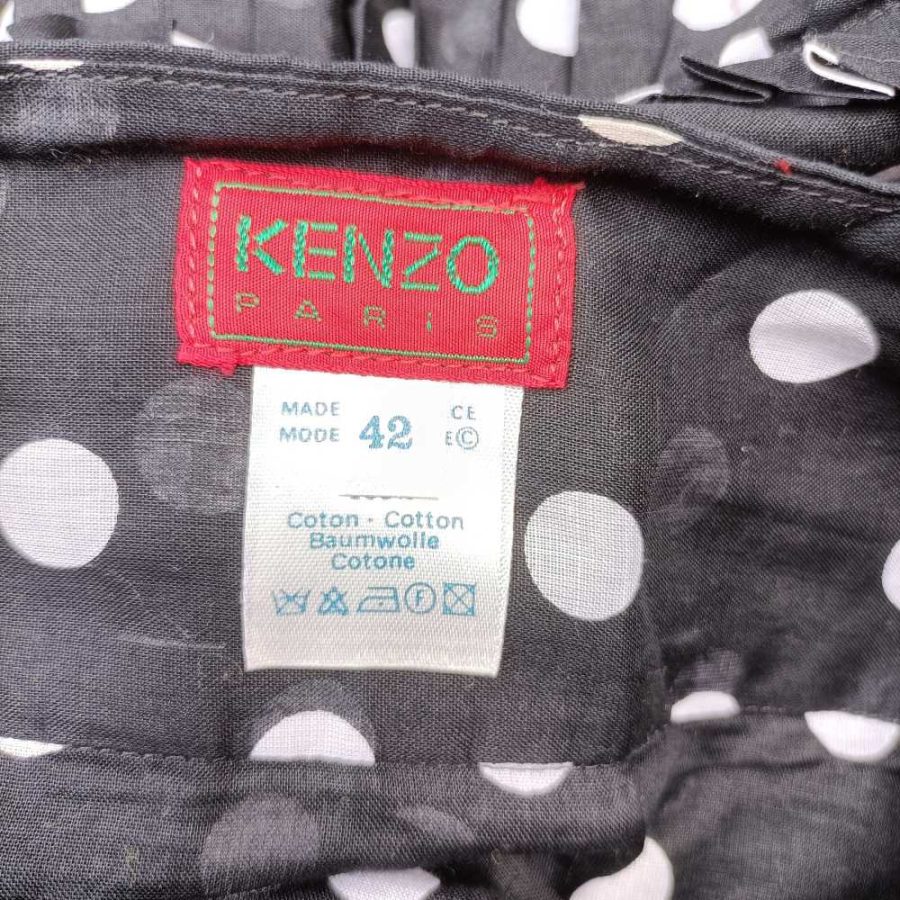 KENZO
PARiS
MADE 42 CE
MODE E©
Coton · Cotton
Baumwolle
Cotone
F